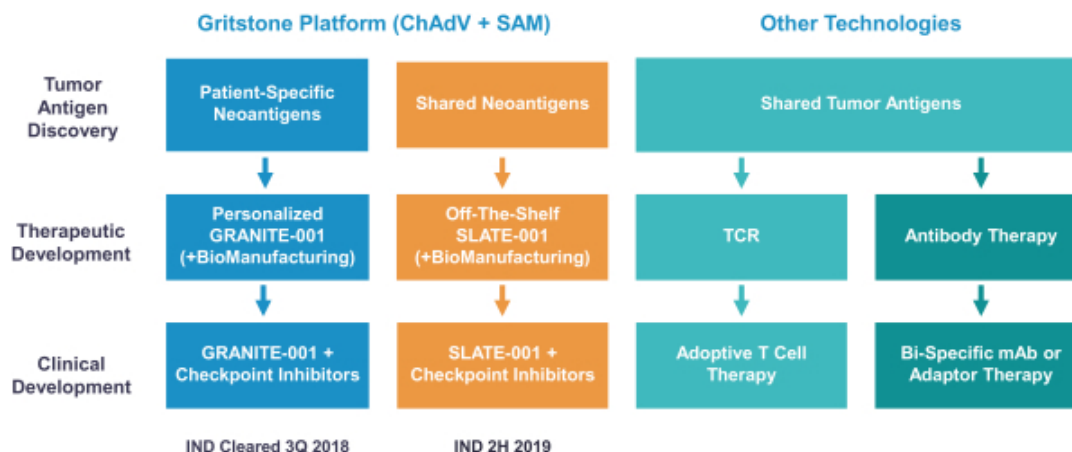 Gritstone Platform (ChAdV + SAM)
Other Technologies
Tumor
Antigen
Discovery
Patient-Specific
Neoantigens
Shared Neoantigens
Shared Tumor Antigens
Therapeutic
Development
Personalized
GRANITE-001
(+BioManufacturing)
Off-The-Shelf
SLATE-001
(+BioManufacturing)
TCR
Antibody Therapy
Clinical
Development
GRANITE-001 +
Checkpoint Inhibitors
SLATE-001 +
Checkpoint Inhibitors
Adoptive T Cell
Therapy
Bi-Specific mAb or
Adaptor Therapy
IND Cleared 3Q 2018
IND 2H 2019